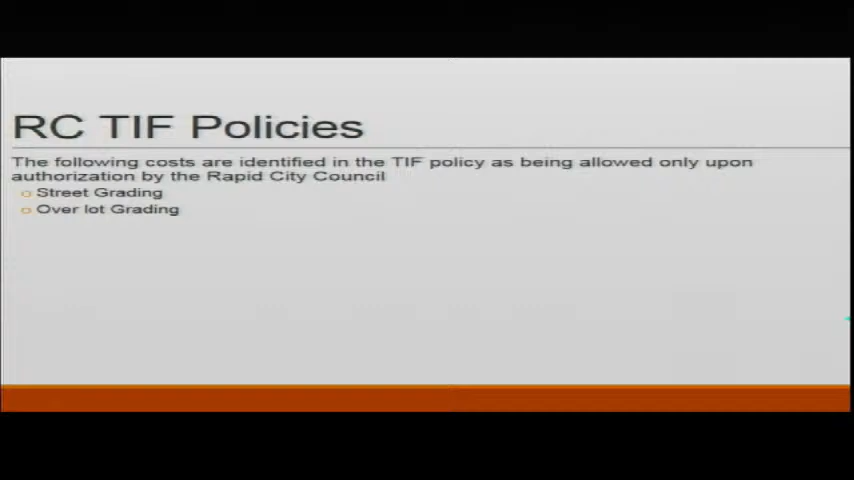 RC TIF Policies
The following costs are identified in the TIF policy as being allowed only upon
authorization by the Rapid City Council
Street Grading
Over lot Grading